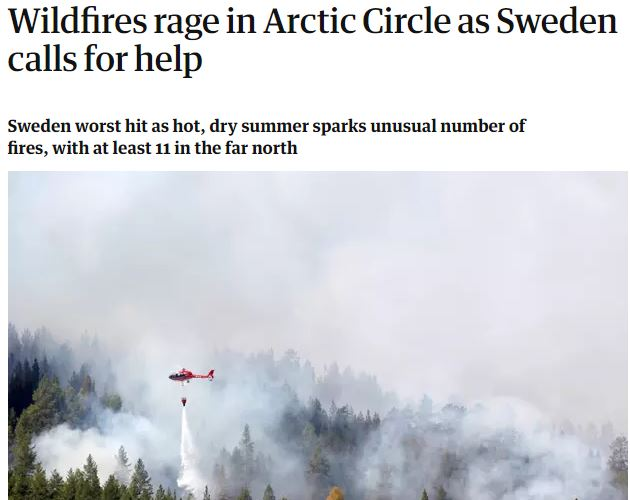 Wildfires rage in Arctic Circle as Sweden
calls for help
Sweden worst hit as hot, dry summer sparks unusual number of
fires, with at least 11 in the far north